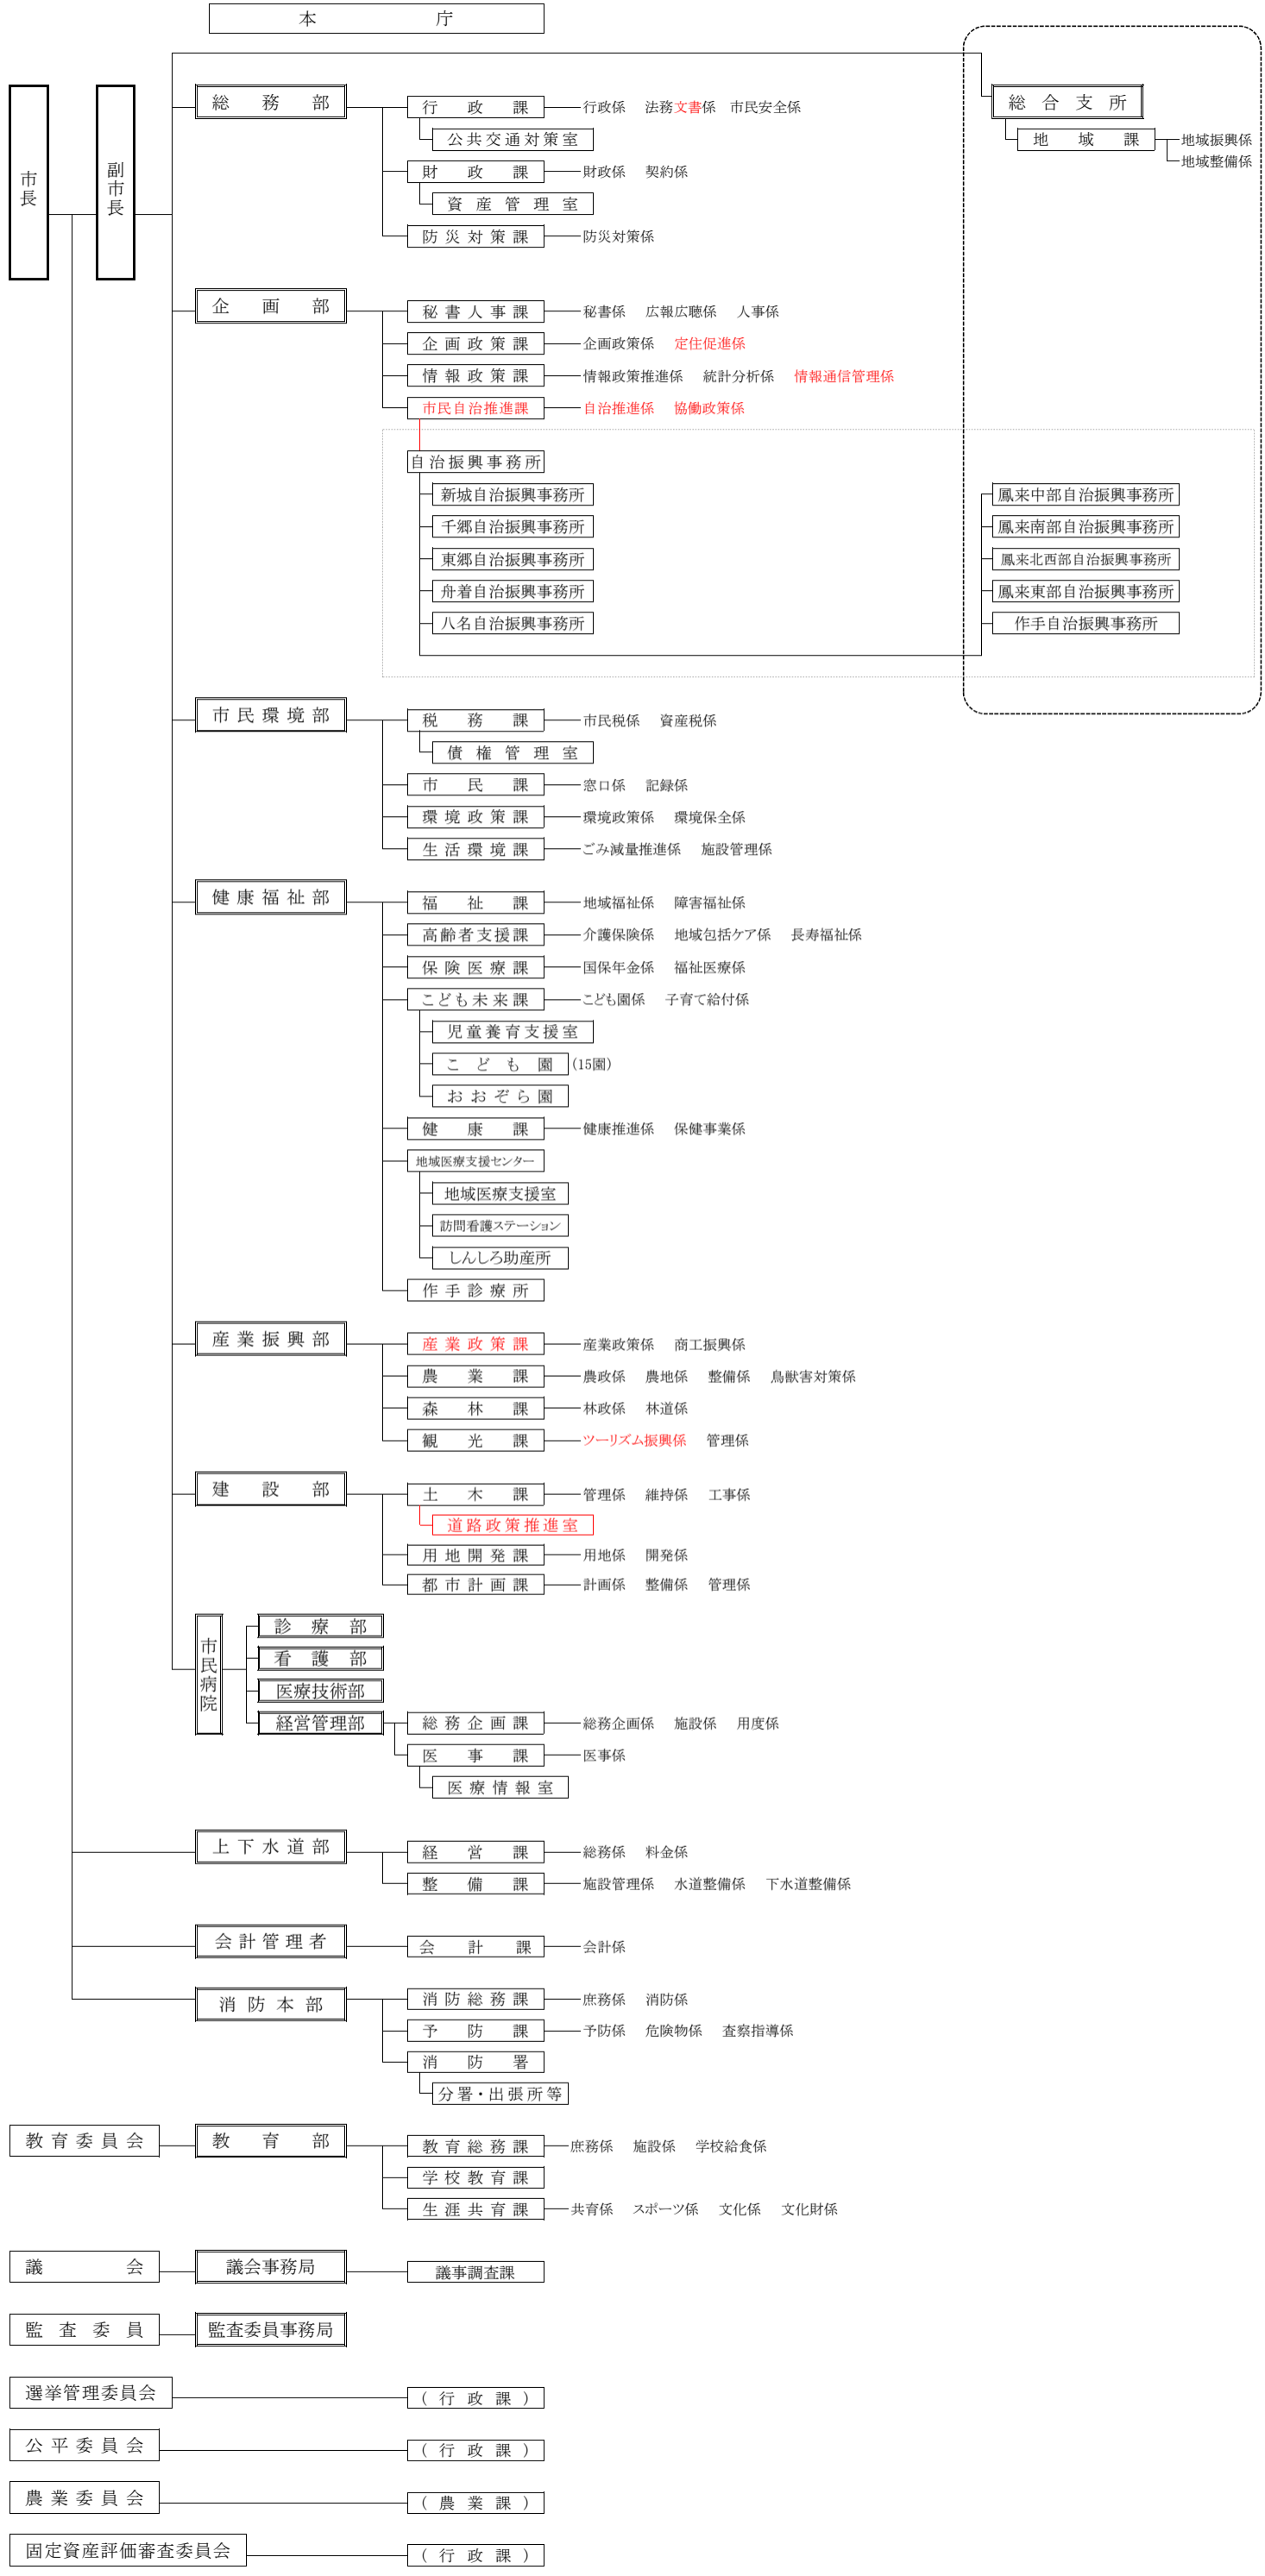 本庁
市長
副市長
総務部
行政課
行政係 法務文書係 市民安全係
公共交通対策室
財政課
財政係 契約係
資産管理室
防災対策課
防災対策係
総合支所
地域課
地域振興係
地域整備係
企画部
秘書人事課
秘書係 広報広聴係 人事係
企画政策課
企画政策係 定住促進係
情報政策課
情報政策推進係 統計分析係 情報通信管理係
市民自治推進課
自治推進係 協働政策係
自治振興事務所
新城自治振興事務所
千郷自治振興事務所
東郷自治振興事務所
舟着自治振興事務所
八名自治振興事務所
鳳来中部自治振興事務所
鳳来南部自治振興事務所
鳳来北西部自治振興事務所
鳳来東部自治振興事務所
作手自治振興事務所
市民環境部
税務課
市民税係 資産税係
債権管理室
市民課
窓口係 記録係
環境政策課
環境政策係 環境保全係
生活環境課
ごみ減量推進係 施設管理係
健康福祉部
福祉課
地域福祉係 障害福祉係
高齢者支援課
介護保険係 地域包括ケア係 長寿福祉係
保険医療課
国保年金係 福祉医療係
こども未来課
こども園係 子育て給付係
児童養育支援室
こども園 (15園)
おおぞら園
健康課
健康推進係 保健事業係
地域医療支援センター
地域医療支援室
訪問看護ステーション
しんしろ助産所
作手診療所
産業振興部
産業政策課
産業政策係 商工振興係
農業課
農政係 農地係 整備係 鳥獣害対策係
森林課
林政係 林道係
観光課
ツーリズム振興係 管理係
建設部
土木課
管理係 維持係 工事係
道路政策推進室
用地開発課
用地係 開発係
都市計画課
計画係 整備係 管理係
市民病院
診療部
看護部
医療技術部
経営管理部
総務企画課
総務企画係 施設係 用度係
医事課
医事係
医療情報室
上下水道部
経営課
総務係 料金係
整備課
施設管理係 水道整備係 下水道整備係
会計管理者
会計課
会計係
消防本部
消防総務課
庶務係 消防係
予防課
予防係 危険物係 査察指導係
消防署
分署・出張所等
教育委員会
教育部
教育総務課
庶務係 施設係 学校給食係
学校教育課
生涯共育課
共育係 スポーツ係 文化係 文化財係
議会
議会事務局
議事調査課
監査委員
監査委員事務局
選挙管理委員会
(行政課)
公平委員会
(行政課)
農業委員会
(農業課)
固定資産評価審査委員会
(行政課)